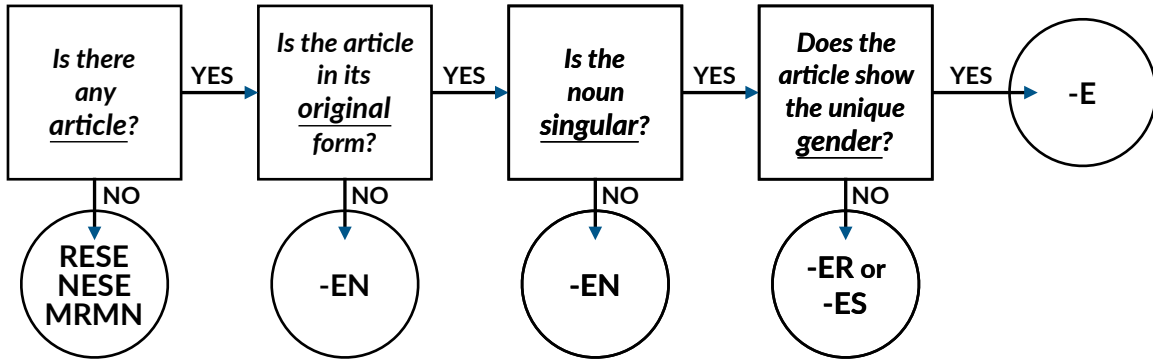 Is there
any
article?
YES
NO
RESE
NESE
MRMN
Is the article
in its
original
form?
YES
NO
-EN
Is the
noun
singular?
YES
NO
-EN
Does the
article show
the unique
gender?
YES
NO
-ER or
-ES
-E